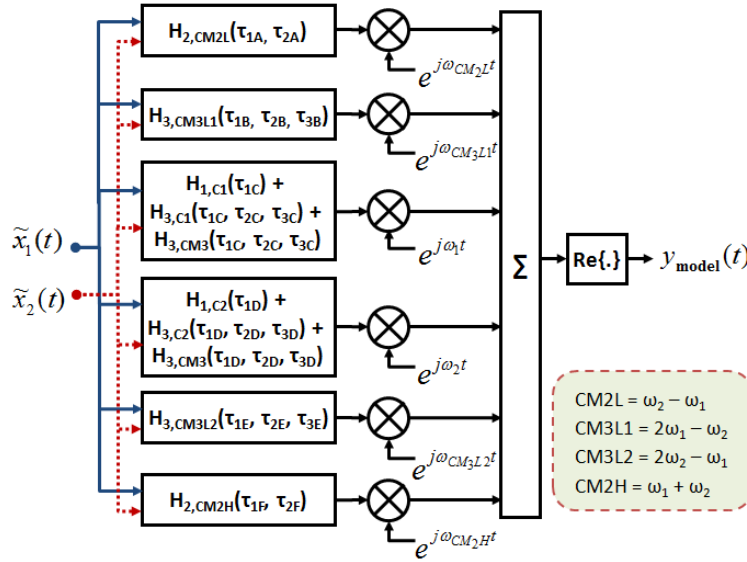 H2,CM2L(τ1A, τ2A)
e^jωCM2Lt
H3,CM3L1(τ1B, τ2B, τ3B)
e^jωCM3L1t
H1,C1(τ1C) +
H3,C1(τ1C, τ2C, τ3C) +
H3,CM3(τ1C, τ2C, τ3C)
e^jω1t
x̃1(t)
x̃2(t)
Σ
Re{.}
ymodel(t)
H1,C2(τ1D) +
H3,C2(τ1D, τ2D, τ3D) +
H3,CM3(τ1D, τ2D, τ3D)
e^jω2t
H3,CM3L2(τ1E, τ2E, τ3E)
e^jωCM3L2t
H2,CM2H(τ1F, τ2F)
e^jωCM2Ht
CM2L = ω2 – ω1
CM3L1 = 2ω1 – ω2
CM3L2 = 2ω2 – ω1
CM2H = ω1 + ω2